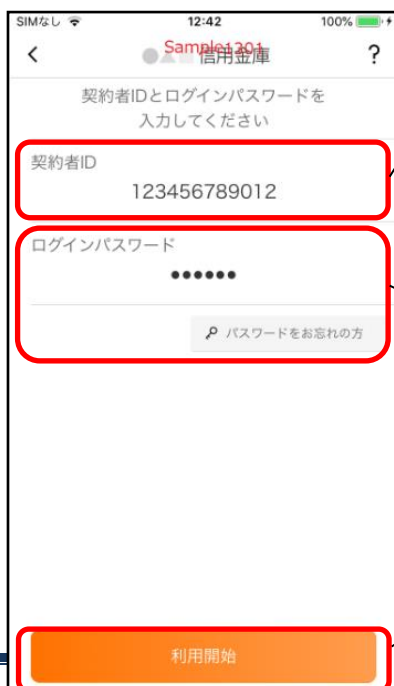 SIMなし 12:42 100%
Sample1201
●▲■信用金庫 ?
契約者IDとログインパスワードを
入力してください
契約者ID
123456789012
ログインパスワード
••••••
パスワードをお忘れの方
利用開始